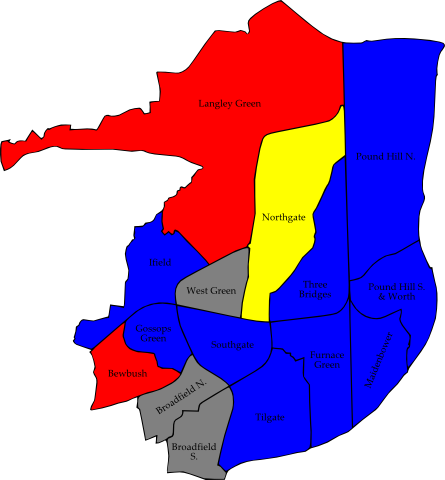 Langley Green
Pound Hill N.
Northgate
Ifield
West Green
Three
Bridges
Pound Hill S
& Worth
Gossops
Green
Southgate
Furnace
Green
Maidenbower
Bewbush
Broadfield N.
Tilgate
Broadfield
S.